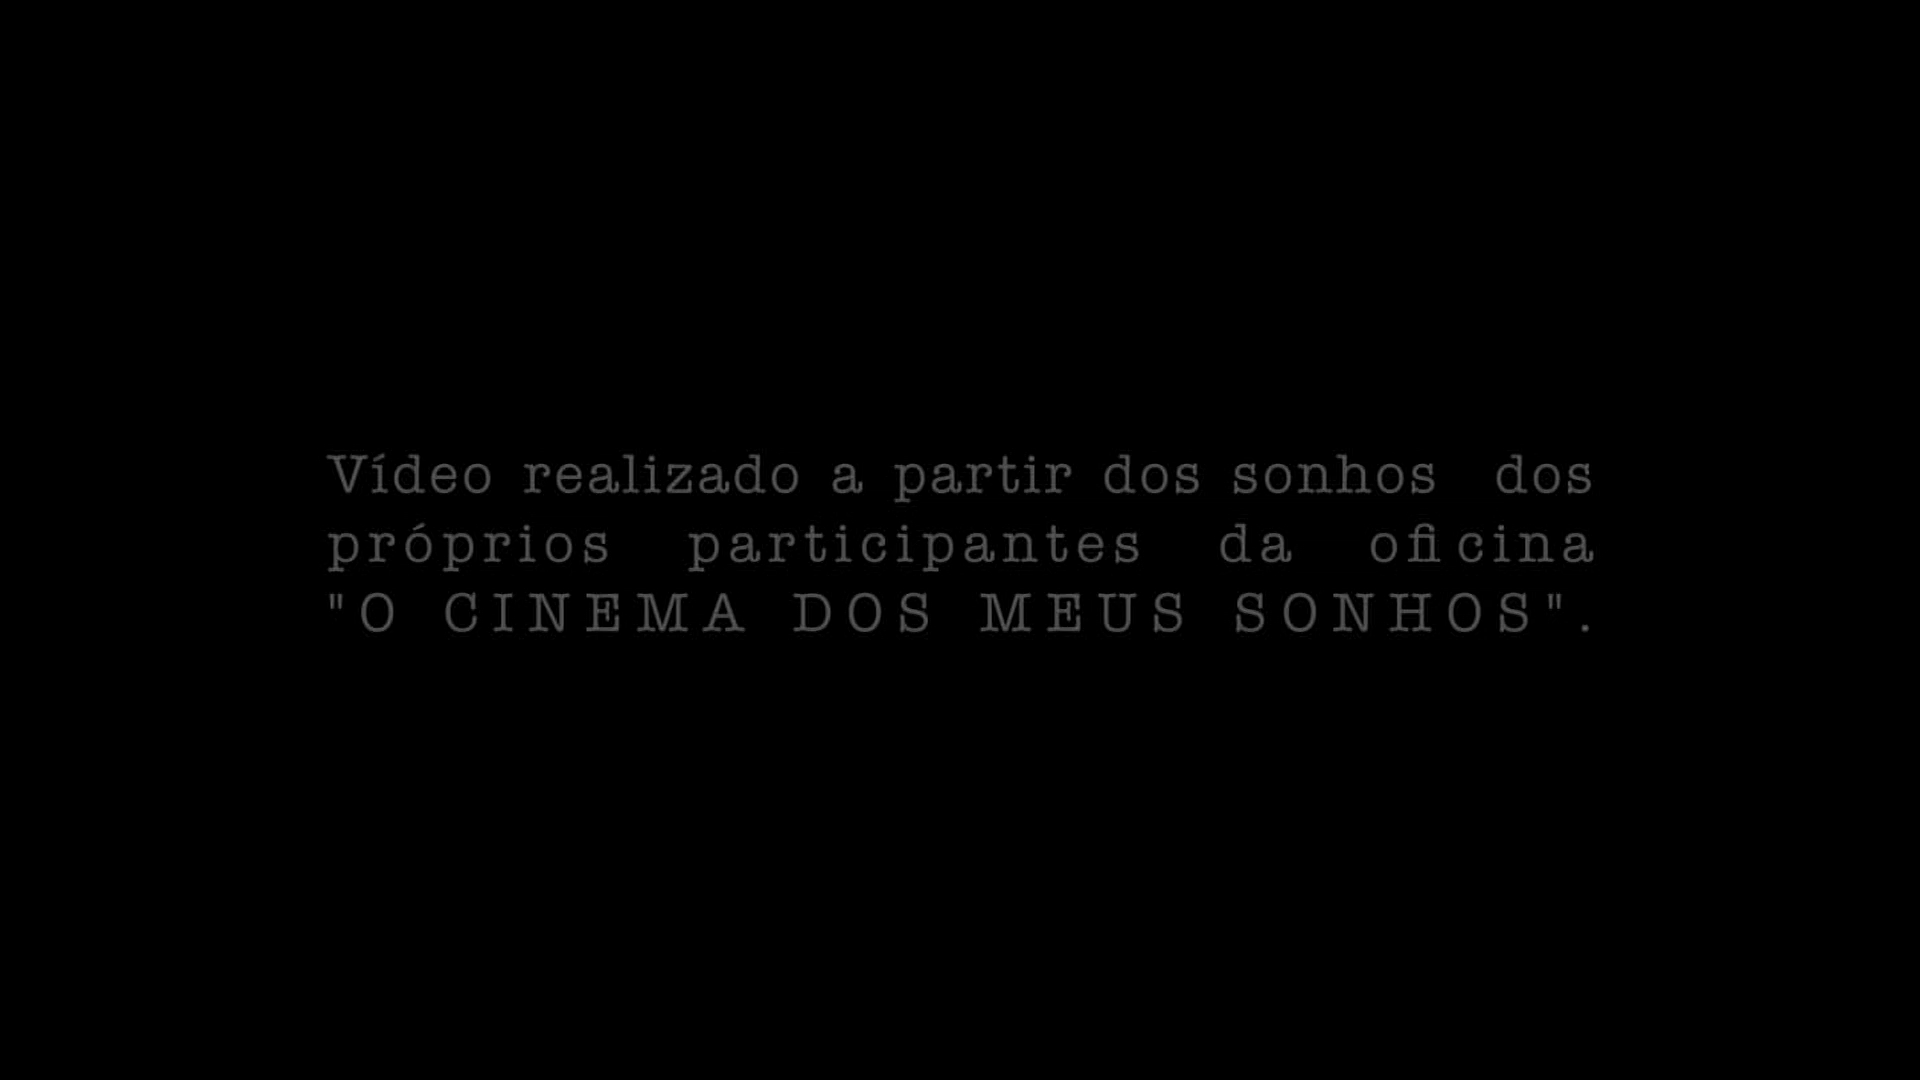 Vídeo realizado a partir dos sonhos dos
próprios participantes da oficina
"O CINEMA DOS MEUS SONHOS".